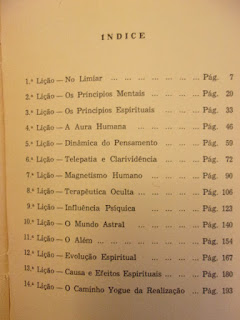 INDICE
1.ª Lição — No Limiar ... ... ... ... ... ... Pág. 7
2.ª Lição — Os Princípios Mentais ... ... ... Pág. 20
3.ª Lição — Os Princípios Espirituais ... ... Pág. 33
4.ª Lição — A Aura Humana ... ... ... ... Pág. 46
5.ª Lição — Dinâmica do Pensamento ... ... Pág. 59
6.ª Lição — Telepatia e Clarividência ... ... Pág. 72
7.ª Lição — Magnetismo Humano ... ... ... Pág. 90
8.ª Lição — Terapêutica Oculta ... ... ... Pág. 106
9.ª Lição — Influência Psíquica ... ... ... Pág. 123
10.ª Lição — O Mundo Astral ... ... ... ... Pág. 140
11.ª Lição — O Além ... ... ... ... ... ... Pág. 154
12.ª Lição — Evolução Espiritual ... ... ... Pág. 167
13.ª Lição — Causa e Efeitos Espirituais ... ... Pág. 180
14.ª Lição — O Caminho Yogue da Realização ... Pág. 193